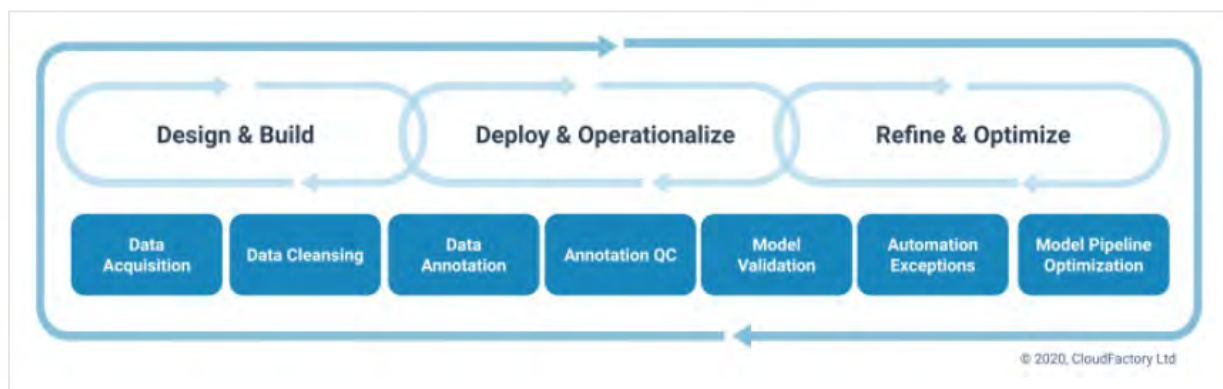 Design & Build
Deploy & Operationalize
Refine & Optimize
Data
Acquisition
Data Cleansing
Data
Annotation
Annotation QC
Model
Validation
Automation
Exceptions
Model Pipeline
Optimization
© 2020, CloudFactory Ltd